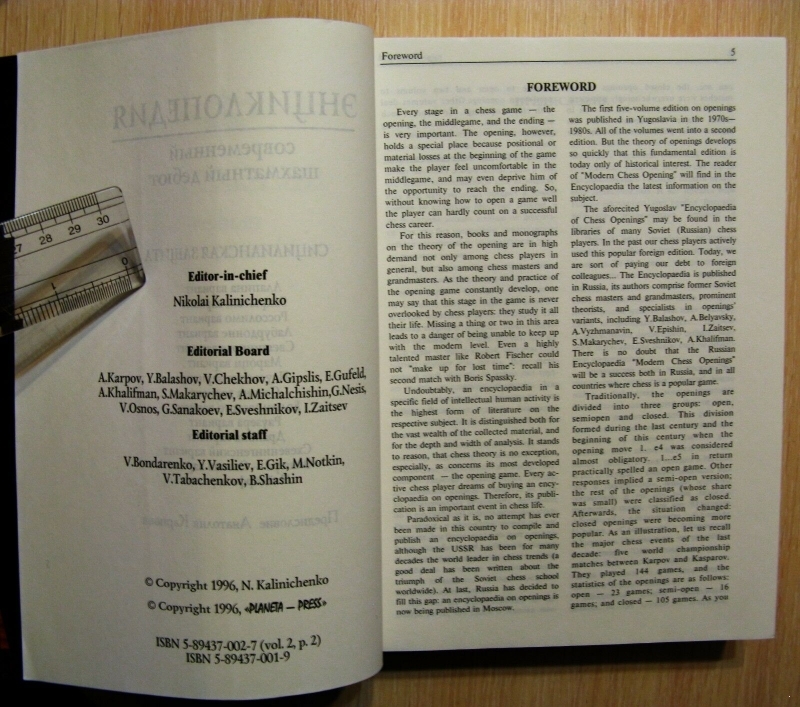 ЭНЦИКЛОПЕДИЯ
современный
шахматный дебют
27 28 29 30
0
1
Editor-in-chief
Nikolai Kalinichenko
Editorial Board
A.Karpov, Y.Balashov, V.Chekhov, A.Gipslis, E.Gufeld,
A.Khalifman, S.Makarychev, A.Michalchishin,G.Nesis,
V.Osnos, G.Sanakoev, E.Sveshnikov, I.Zaitsev
Editorial staff
V.Bondarenko, Y.Vasiliev, E.Gik, M.Notkin,
V.Tabachenkov, B.Shashin
© Copyright 1996, N. Kalinichenko
© Copyright 1996, «PLANETA — PRESS»
ISBN 5-89437-002-7 (vol. 2, p. 2)
ISBN 5-89437-001-9
Foreword 5
FOREWORD
Every stage in a chess game — the
opening, the middlegame, and the ending —
is very important. The opening, however,
holds a special place because positional or
material losses at the beginning of the game
make the player feel uncomfortable in the
middlegame, and may even deprive him of
the opportunity to reach the ending. So,
without knowing how to open a game well
the player can hardly count on a successful
chess career.
For this reason, books and monographs
on the theory of the opening are in high
demand not only among chess players in
general, but also among chess masters and
grandmasters. As the theory and practice of
the opening game constantly develop, one
may say that this stage in the game is never
overlooked by chess players: they study it all
their life. Missing a thing or two in this area
leads to a danger of being unable to keep up
with the modern level. Even a highly
talented master like Robert Fischer could
not "make up for lost time": recall his
second match with Boris Spassky.
Undoubtably, an encyclopaedia in a
specific field of intellectual human activity is
the highest form of literature on the
respective subject. It is distinguished both for
the vast wealth of the collected material, and
for the depth and width of analysis. It stands
to reason, that chess theory is no exception,
especially, as concerns its most developed
component — the opening game. Every ac-
tive chess player dreams of buying an ency-
clopaedia on openings. Therefore, its publi-
cation is an important event in chess life.
Paradoxical as it is, no attempt has ever
been made in this country to compile and
publish an encyclopaedia on openings,
although the USSR has been for many
decades the world leader in chess trends (a
good deal has been written about the
triumph of the Soviet chess school
worldwide). At last, Russia has decided to
fill this gap: an encyclopaedia on openings is
now being published in Moscow.
The first five-volume edition on openings
was published in Yugoslavia in the 1970s—
1980s. All of the volumes went into a second
edition. But the theory of openings develops
so quickly that this fundamental edition is
today only of historical interest. The reader
of "Modern Chess Opening" will find in the
Encyclopaedia the latest information on the
subject.
The aforecited Yugoslav "Encyclopaedia
of Chess Openings" may be found in the
libraries of many Soviet (Russian) chess
players. In the past our chess players actively
used this popular foreign edition. Today, we
are sort of paying our debt to foreign
colleagues... The Encyclopaedia is published
in Russia, its authors comprise former Soviet
chess masters and grandmasters, prominent
theorists, and specialists in openings'
variants, including Y.Balashov, A.Belyavsky,
A.Vyzhmanavin, V.Epishin, I.Zaitsev,
S.Makarychev, E.Sveshnikov, A.Khalifman.
There is no doubt that the Russian
Encyclopaedia "Modern Chess Openings"
will be a success both in Russia, and in all
countries where chess is a popular game.
Traditionally, the openings are
divided into three groups: open,
semi-open and closed. This division
formed during the last century and the
beginning of this century when the
opening move 1. e4 was considered
almost obligatory. 1...e5 in return
practically spelled an open game. Other
responses implied a semi-open version;
the rest of the openings (whose share
was small) were classified as closed.
Afterwards, the situation changed:
closed openings were becoming more
popular. As an illustration, let us recall
the major chess events of the last
decade: five world championship
matches between Karpov and Kasparov.
They played 144 games, and the
statistics of the openings are as follows:
open — 23 games; semi-open — 16
games; and closed — 105 games. As you